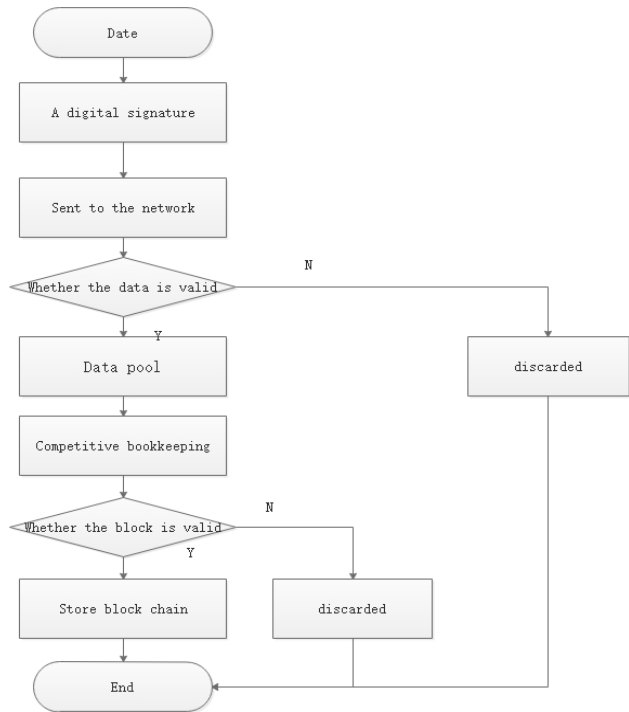 Date
A digital signature
Sent to the network
Whether the data is valid
N
Y
Data pool
discarded
Competitive bookkeeping
Whether the block is valid
N
Y
Store block chain
discarded
End